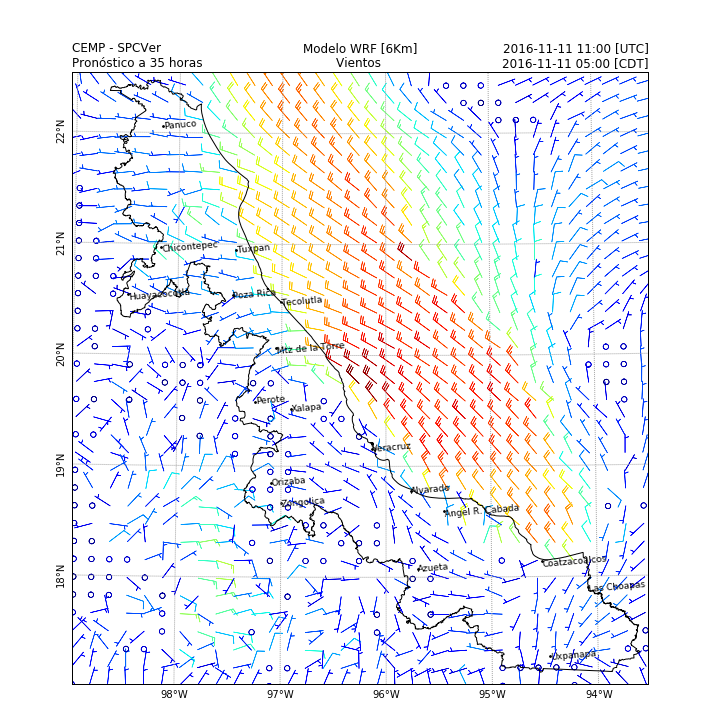 CEMP - SPCVer
Pronóstico a 35 horas
Modelo WRF [6Km]
Vientos
2016-11-11 11:00 [UTC]
2016-11-11 05:00 [CDT]
22°N
21°N
20°N
19°N
18°N
Panuco
Chicontepec
Tuxpan
Huayacocotla
Poza Rica
Tecolutla
Mtz de la Torre
Perote
Xalapa
Veracruz
Orizaba
Alvarado
Zongolica
Angel R. Cabada
Azueta
Coatzacoalcos
Las Choapas
Uxpanapa
98°W
97°W
96°W
95°W
94°W